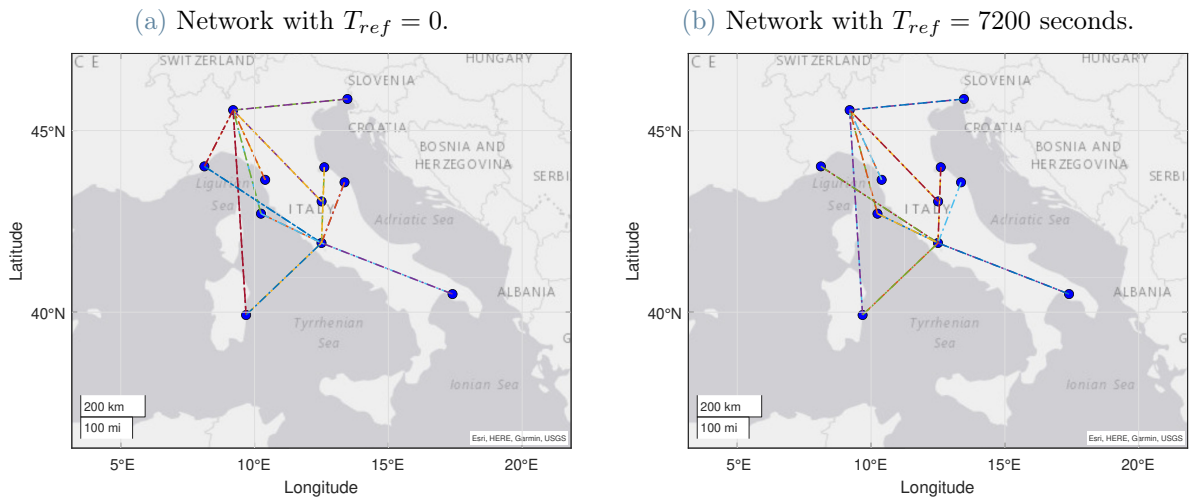 (a) Network with T_ref = 0.
C E
SWITZERLAND
HUNGARY
SLOVENIA
CROATIA
BOSNIA AND
HERZEGOVINA
SERBI
Ligurian
Sea
ITALY
Adriatic Sea
ALBANIA
Tyrrhenian
Sea
G
Ionian Sea
45°N
40°N
Latitude
200 km
100 mi
Esri, HERE, Garmin, USGS
5°E
10°E
15°E
20°E
Longitude
(b) Network with T_ref = 7200 seconds.
C E
SWITZERLAND
HUNGARY
SLOVENIA
CROATIA
BOSNIA AND
HERZEGOVINA
SERBI
Ligurian
Sea
ITALY
Adriatic Sea
ALBANIA
Tyrrhenian
Sea
G
Ionian Sea
45°N
40°N
Latitude
200 km
100 mi
Esri, HERE, Garmin, USGS
5°E
10°E
15°E
20°E
Longitude